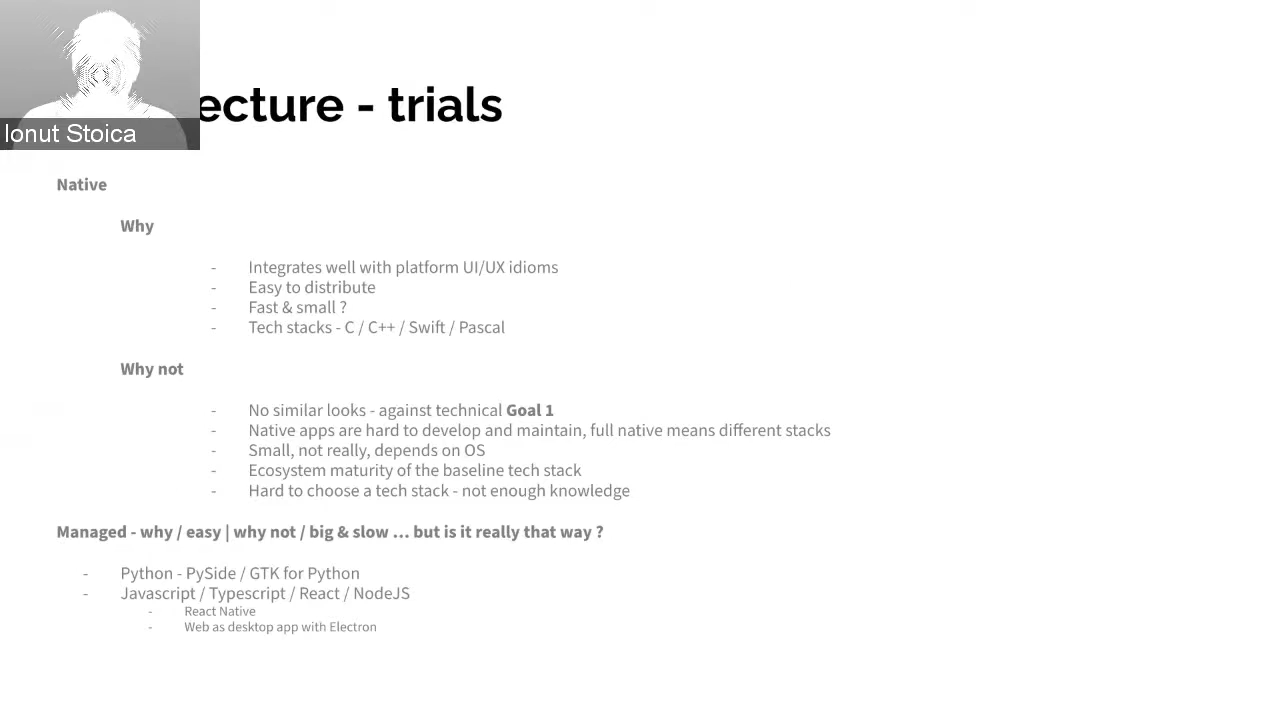 ecture - trials
Ionut Stoica
Native
Why
- Integrates well with platform UI/UX idioms
- Easy to distribute
- Fast & small ?
- Tech stacks - C / C++ / Swift / Pascal
Why not
- No similar looks - against technical Goal 1
- Native apps are hard to develop and maintain, full native means different stacks
- Small, not really, depends on OS
- Ecosystem maturity of the baseline tech stack
- Hard to choose a tech stack - not enough knowledge
Managed - why / easy | why not / big & slow ... but is it really that way ?
- Python - PySide / GTK for Python
- Javascript / Typescript / React / NodeJS
- React Native
- Web as desktop app with Electron